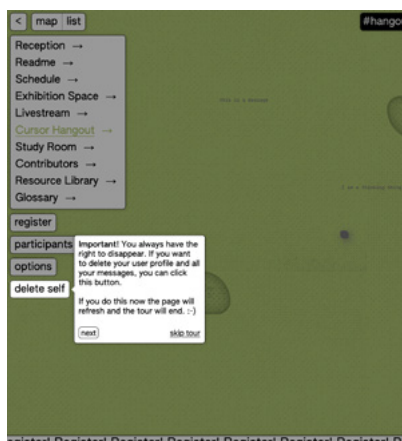 < map list
#hango
Reception →
Readme →
Schedule →
Exhibition Space →
Livestream →
Cursor Hangout →
Study Room →
Contributors →
Resource Library →
Glossary →
register
participants
options
delete self
Important! You always have the
right to disappear. If you want
to delete your user profile and all
your messages, you can click
this button.
If you do this now the page will
refresh and the tour will end. :-)
next skip tour
egister! Register! Register! Register! Register! Register! Register! R